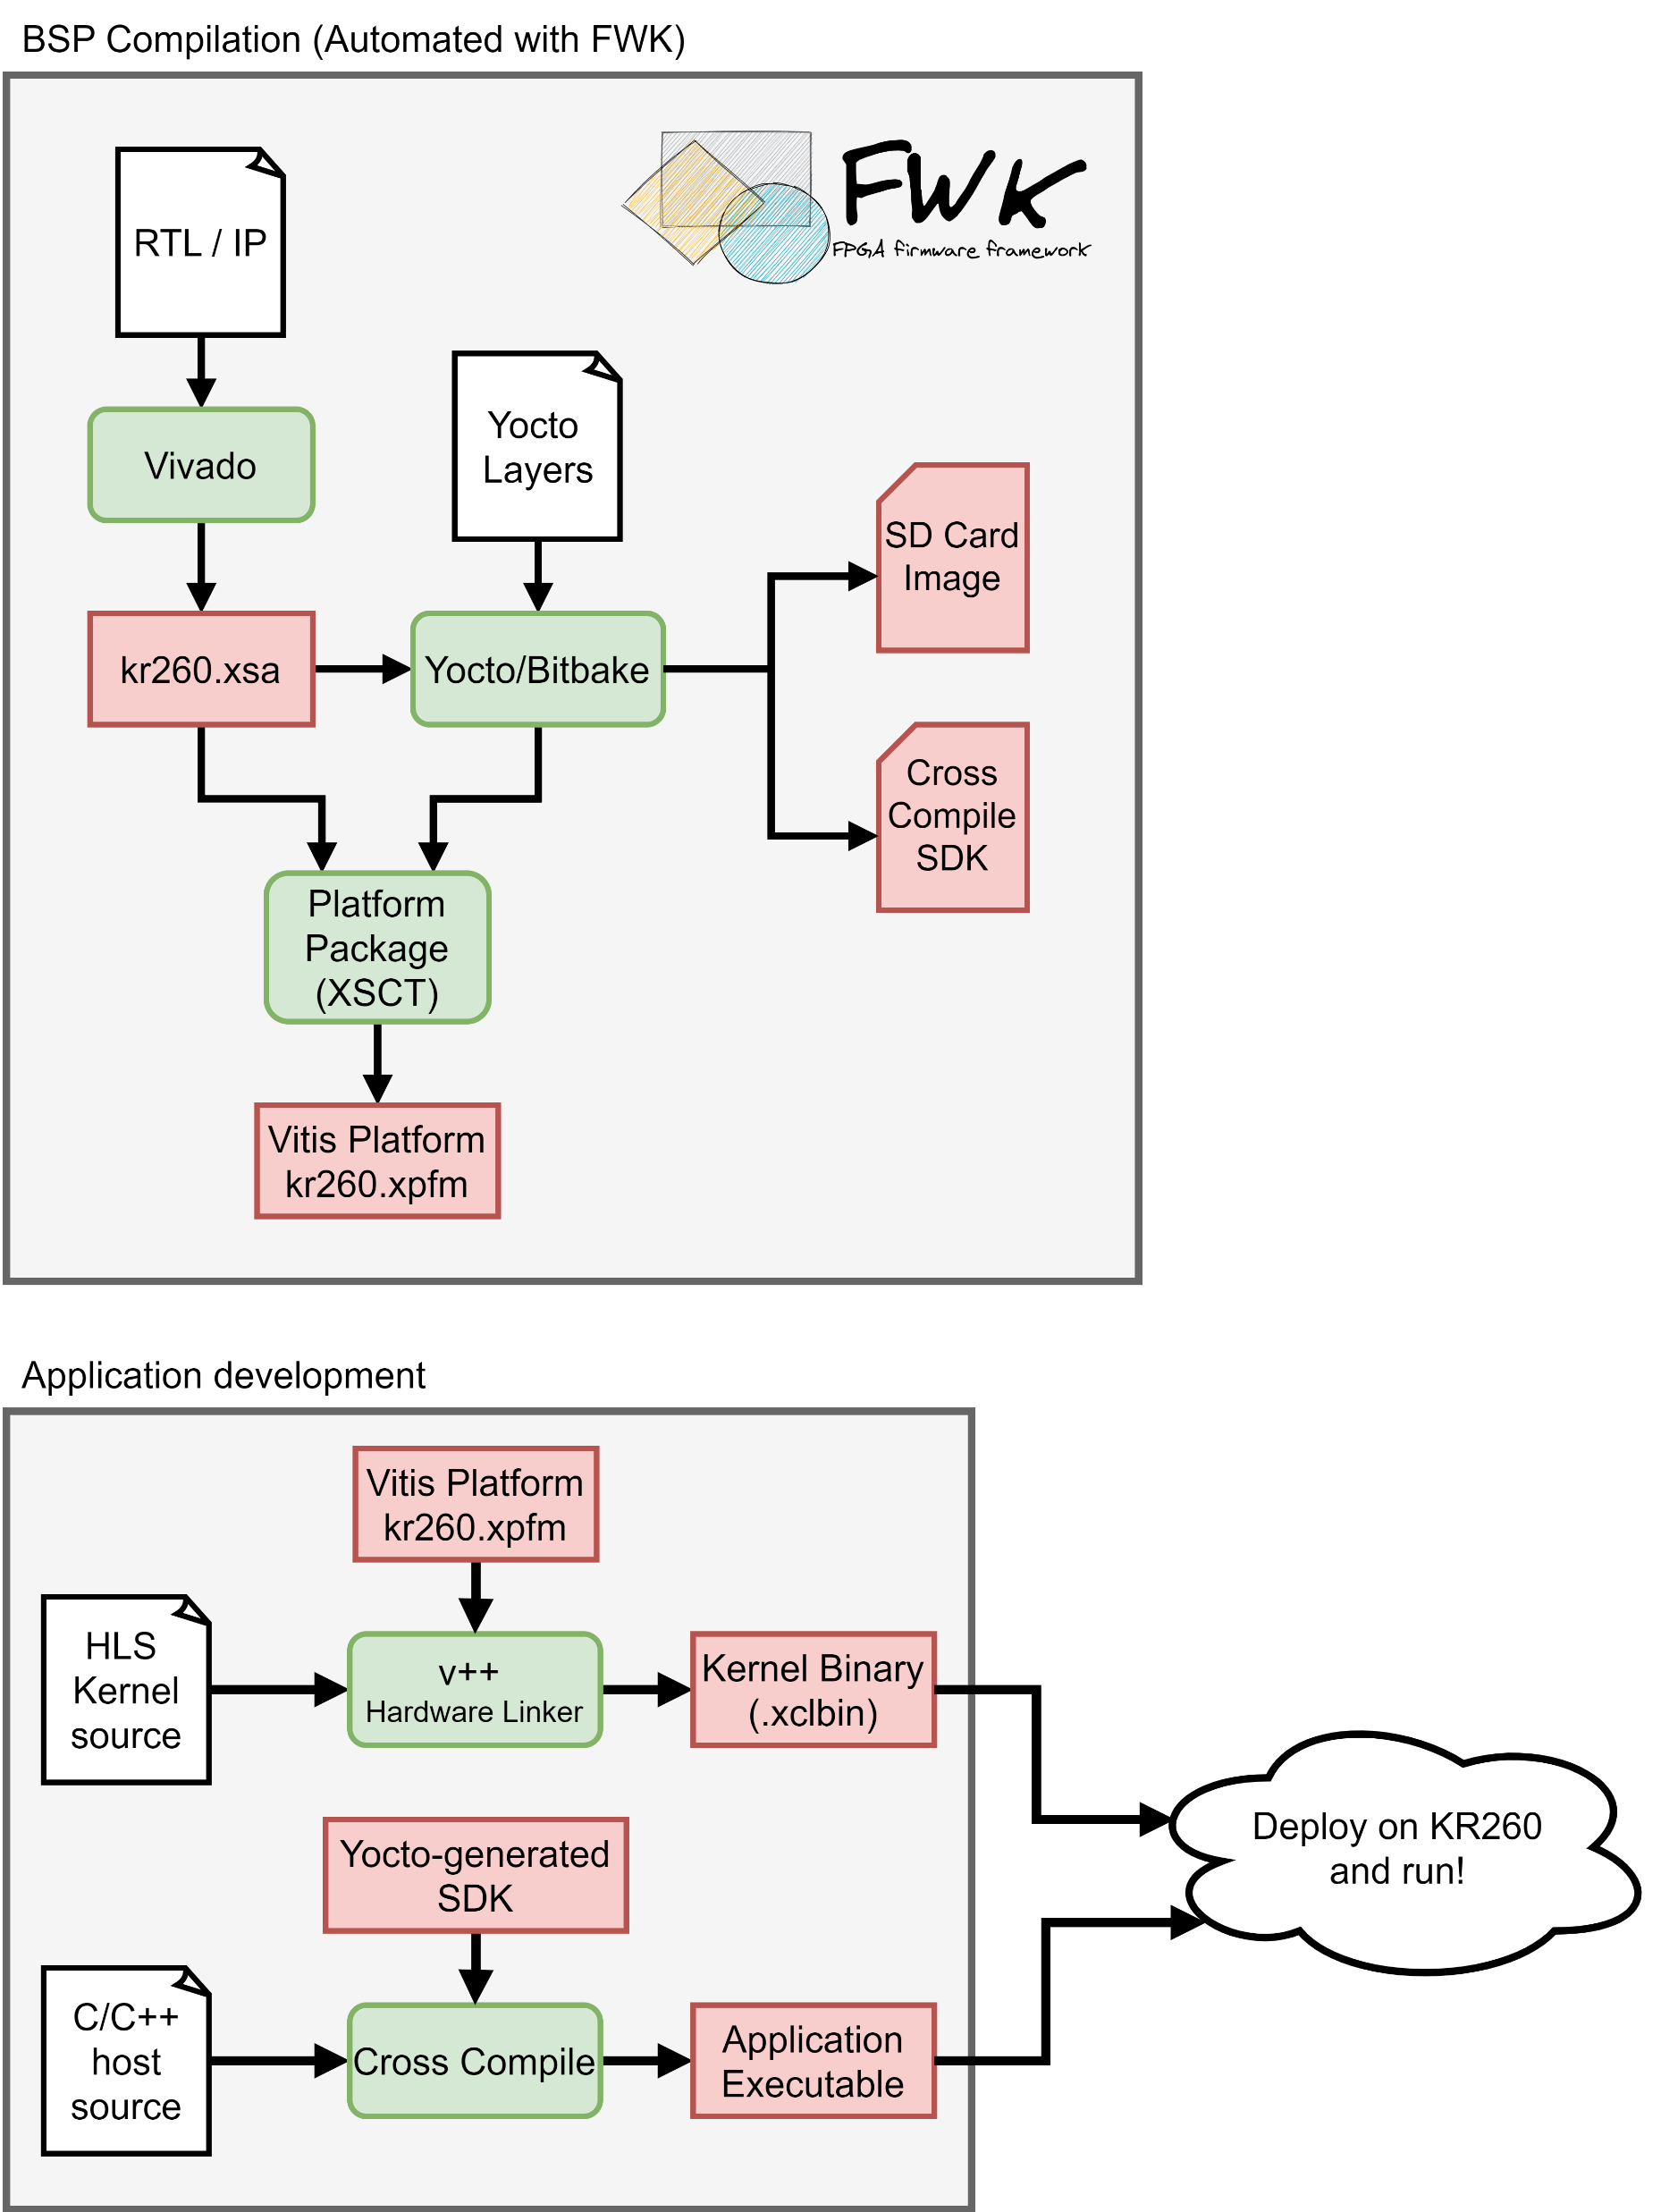 BSP Compilation (Automated with FWK)
RTL / IP
FWK
FPGA firmware framework
Vivado
Yocto
Layers
SD Card
Image
kr260.xsa
Yocto/Bitbake
Cross
Compile
SDK
Platform
Package
(XSCT)
Vitis Platform
kr260.xpfm
Application development
Vitis Platform
kr260.xpfm
HLS
Kernel
source
v++
Hardware Linker
Kernel Binary
(.xclbin)
Deploy on KR260
and run!
Yocto-generated
SDK
C/C++
host
source
Cross Compile
Application
Executable